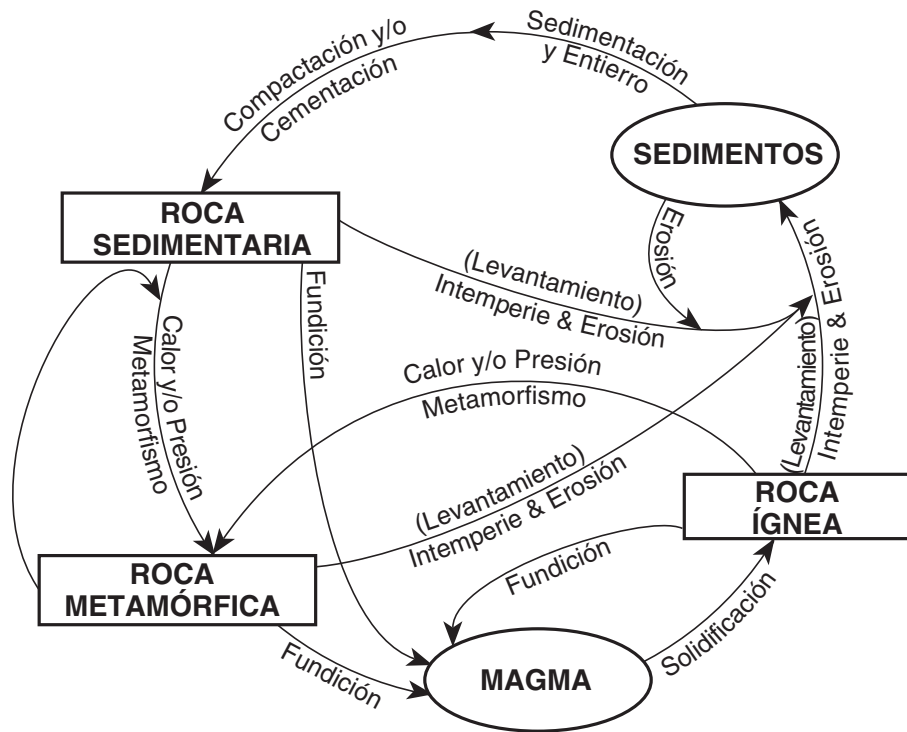 Sedimentación
y Entierro
Compactación y/o
Cementación
SEDIMENTOS
ROCA
SEDIMENTARIA
Erosión
(Levantamiento)
Intemperie & Erosión
Fundición
(Levantamiento)
Intemperie & Erosión
Calor y/o Presión
Metamorfismo
Calor y/o Presión
Metamorfismo
(Levantamiento)
Intemperie & Erosión
ROCA
ÍGNEA
ROCA
METAMÓRFICA
Fundición
Solidificación
Fundición
MAGMA